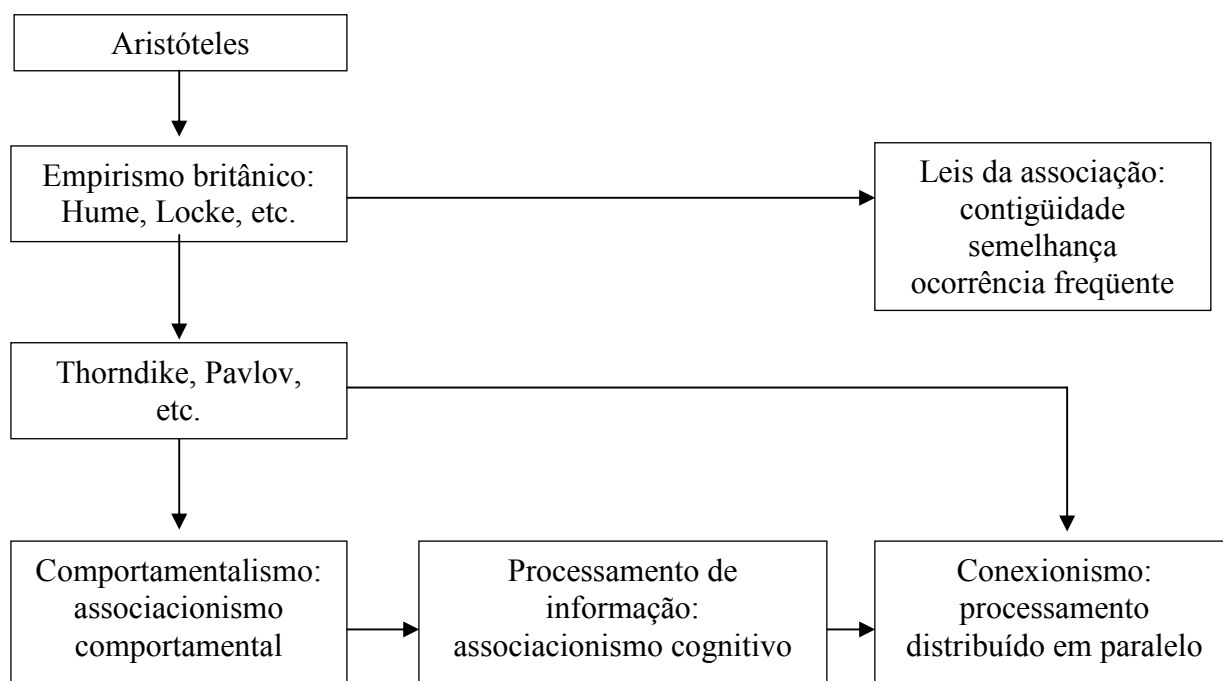 Aristóteles
Empirismo britânico:
Hume, Locke, etc.
Leis da associação:
contigüidade
semelhança
ocorrência freqüente
Thorndike, Pavlov,
etc.
Comportamentalismo:
associacionismo
comportamental
Processamento de
informação:
associacionismo cognitivo
Conexionismo:
processamento
distribuído em paralelo